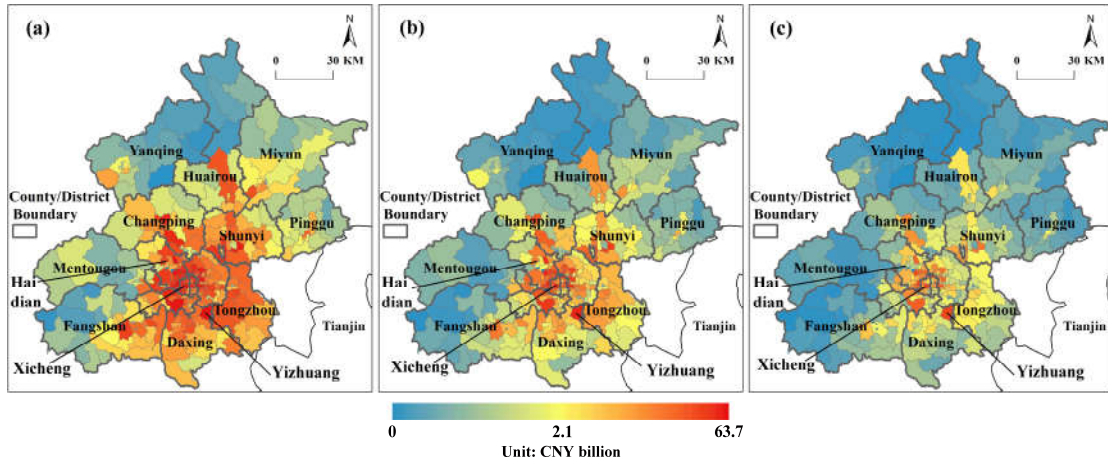 (a)
N
0 30 KM
Yanqing
Miyun
Huairou
County/District
Boundary
Changping
Pinggu
Shunyi
Mentougou
Hai
dian
Fangshan
Tongzhou
Tianjin
Daxing
Xicheng
Yizhuang
(b)
N
0 30 KM
Yanqing
Miyun
Huairou
County/District
Boundary
Changping
Pinggu
Shunyi
Mentougou
Hai
dian
Fangshan
Tongzhou
Tianjin
Daxing
Xicheng
Yizhuang
(c)
N
0 30 KM
Yanqing
Miyun
Huairou
County/District
Boundary
Changping
Pinggu
Shunyi
Mentougou
Hai
dian
Fangshan
Tongzhou
Tianjin
Daxing
Xicheng
Yizhuang
0 2.1 63.7
Unit: CNY billion